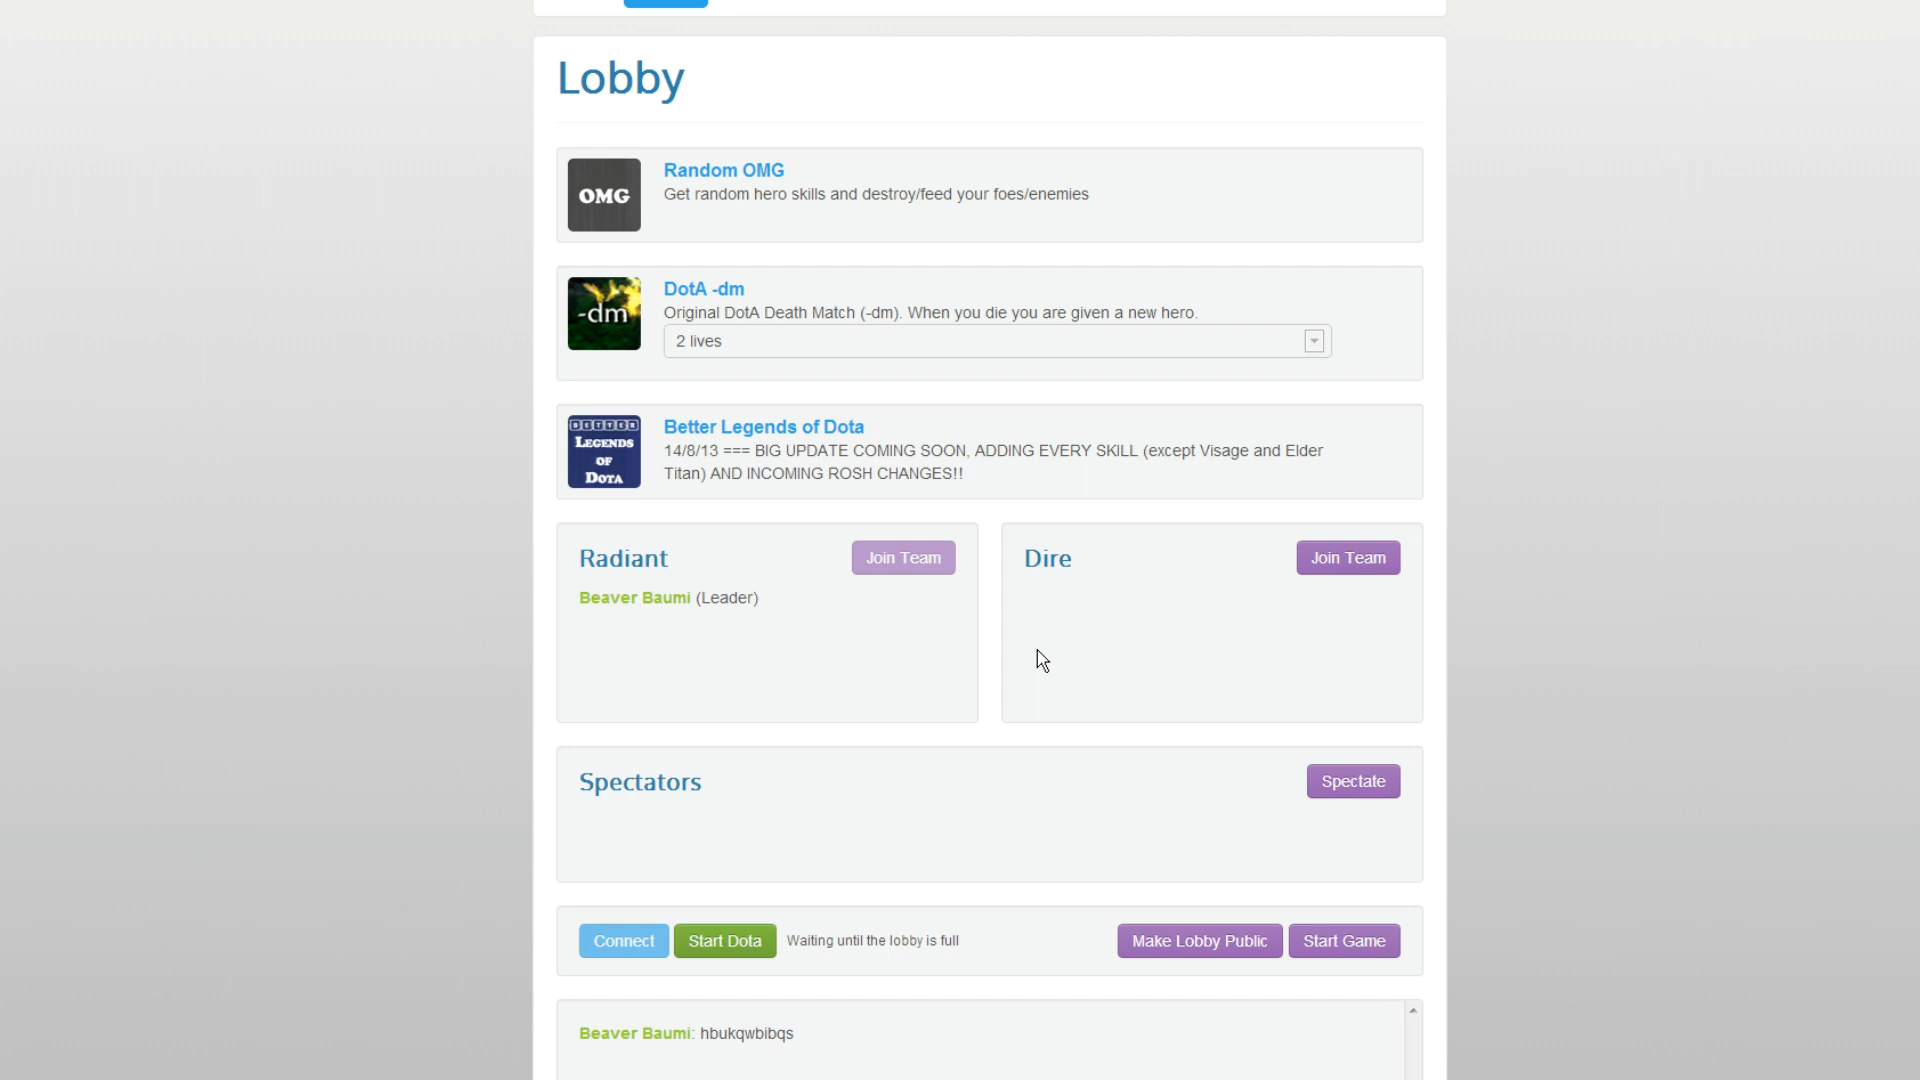 Lobby
OMG
Random OMG
Get random hero skills and destroy/feed your foes/enemies
-dm
DotA -dm
Original DotA Death Match (-dm). When you die you are given a new hero.
2 lives
BETTER
LEGENDS
OF
DOTA
Better Legends of Dota
14/8/13 === BIG UPDATE COMING SOON, ADDING EVERY SKILL (except Visage and Elder
Titan) AND INCOMING ROSH CHANGES!!
Radiant
Join Team
Beaver Baumi (Leader)
Dire
Join Team
Spectators
Spectate
Connect
Start Dota
Waiting until the lobby is full
Make Lobby Public
Start Game
Beaver Baumi: hbukqwbibqs